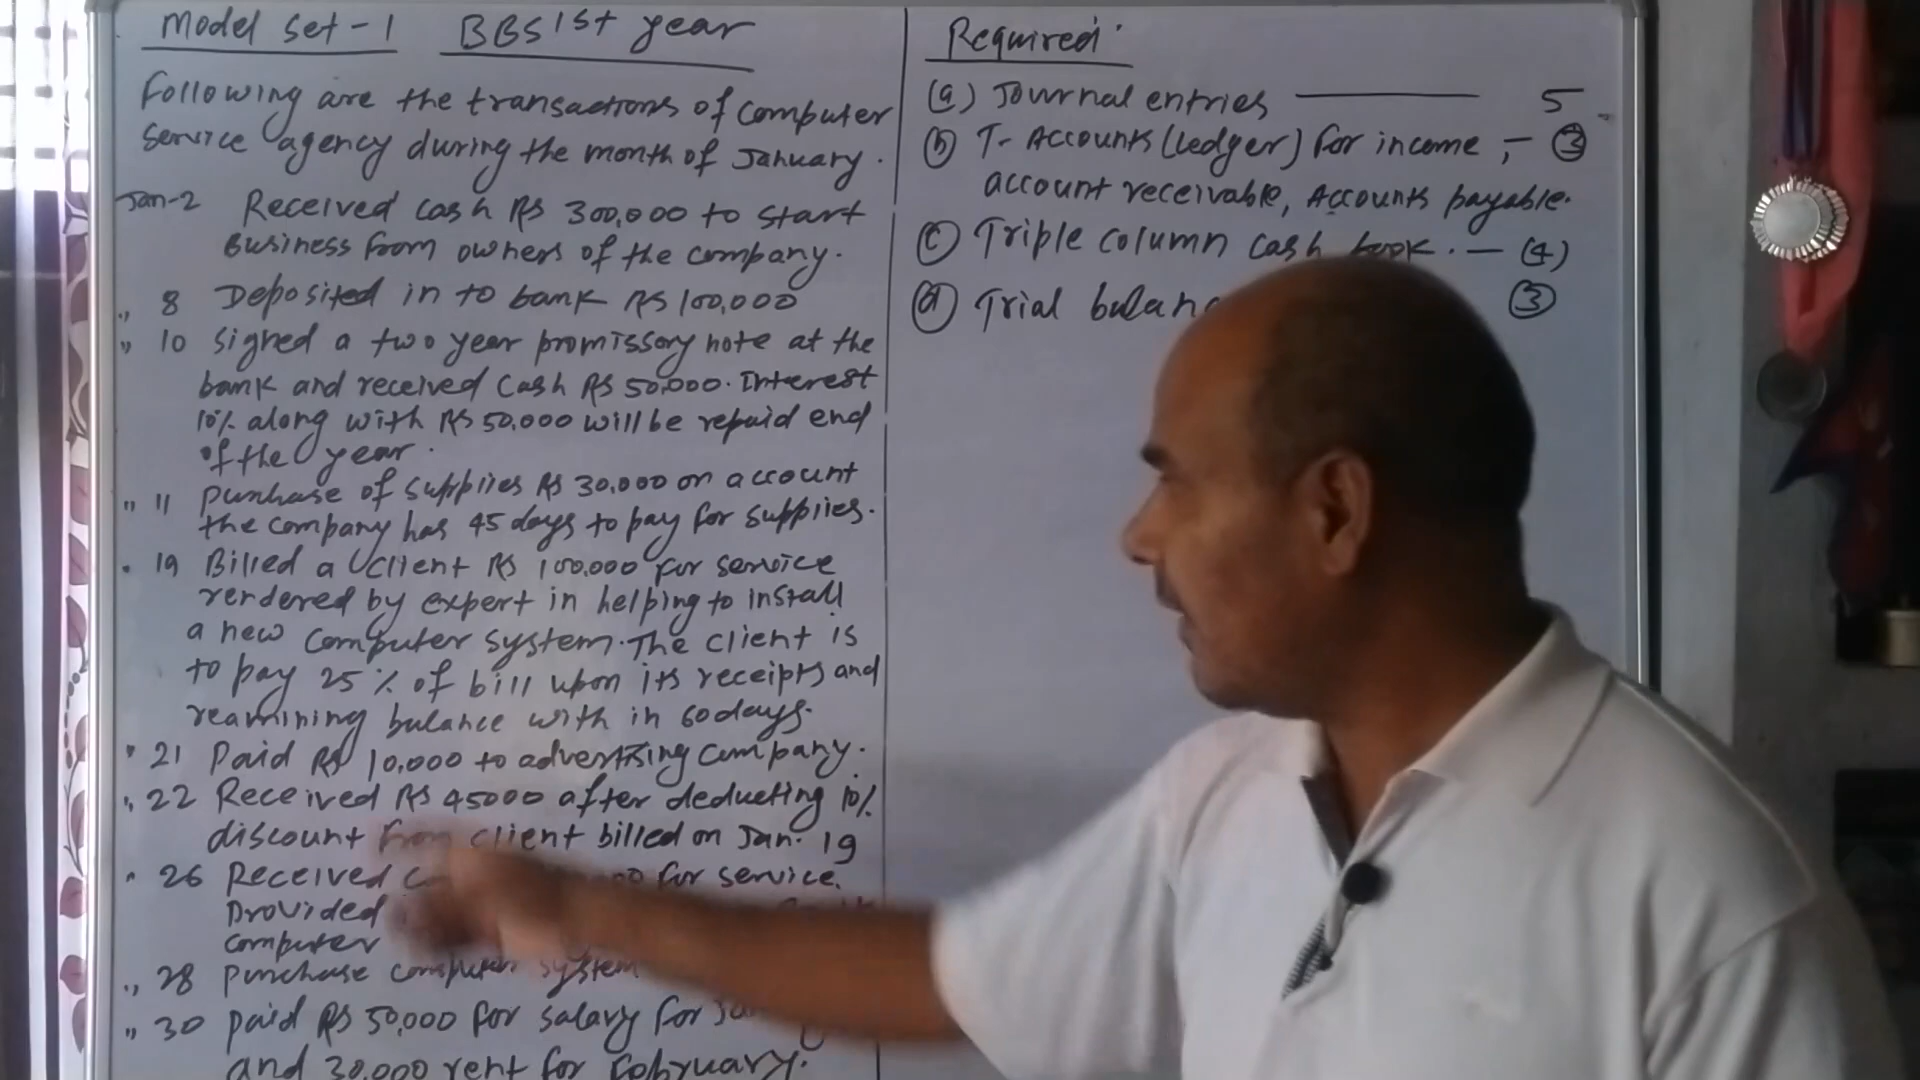 Model set-1 BBS 1st year
Following are the transactions of computer
service agency during the month of January.
Jan-2 Received cash Rs 300,000 to start
Business from owners of the company.
" 8 Deposited in to bank Rs 100,000
" 10 signed a two year promissory note at the
bank and received cash Rs 50,000. Interest
10% along with Rs 50,000 will be repaid end
of the year.
" 11 purchase of supplies Rs 30,000 on account
the company has 45 days to pay for supplies.
" 19 Billed a client Rs 100,000 for service
rendered by expert in helping to install
a new computer system. The client is
to pay 25% of bill upon its receipts and
reamining balance with in 60 days.
" 21 Paid Rs 10,000 to advertising company.
" 22 Received Rs 45000 after deducting 10%
discount from client billed on Jan. 19
" 26 Received for service.
Provided
computer
" 28 purchase computer system
" 30 paid Rs 50,000 for salary for
and 30,000 rent for February.
Required:
(a) Journal entries — 5
(b) T- Accounts (ledger) for income, - (3)
account receivable, Accounts payable.
(c) Triple column cash book. — (4)
(d) Trial (3)